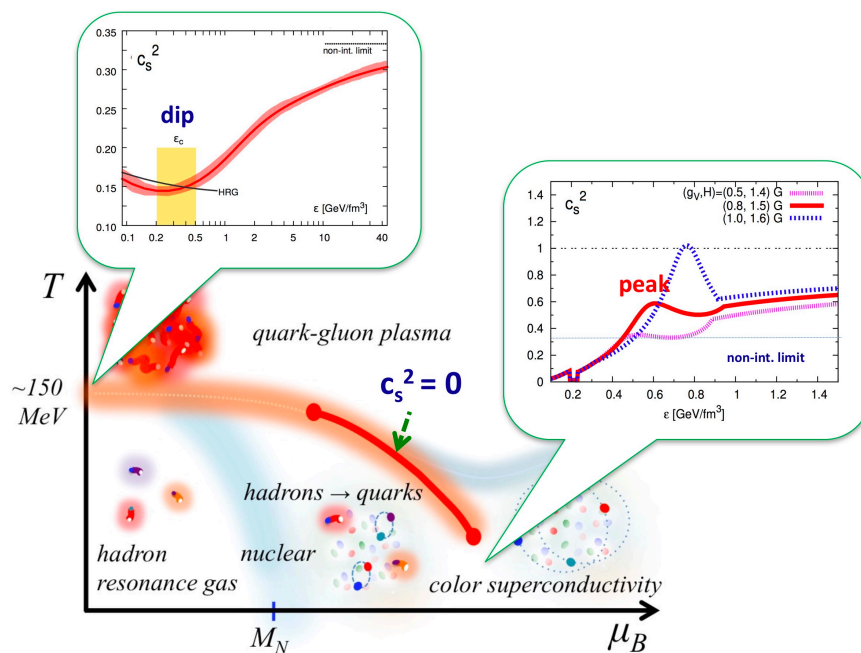 0.35
0.30
0.25
0.20
0.15
0.10
c_s^2
non-int. limit
dip
ε_c
HRG
ε [GeV/fm³]
0.1 0.2 0.5 1 2 5 10 20 40
1.4
1.2
1
0.8
0.6
0.4
0.2
0
c_s^2
(g_V,H)=(0.5, 1.4) G
(0.8, 1.5) G
(1.0, 1.6) G
peak
non-int. limit
0 0.2 0.4 0.6 0.8 1 1.2 1.4
ε [GeV/fm³]
T
quark-gluon plasma
~150
MeV
c_s^2 = 0
hadrons → quarks
hadron
resonance gas
nuclear
color superconductivity
M_N
μ_B